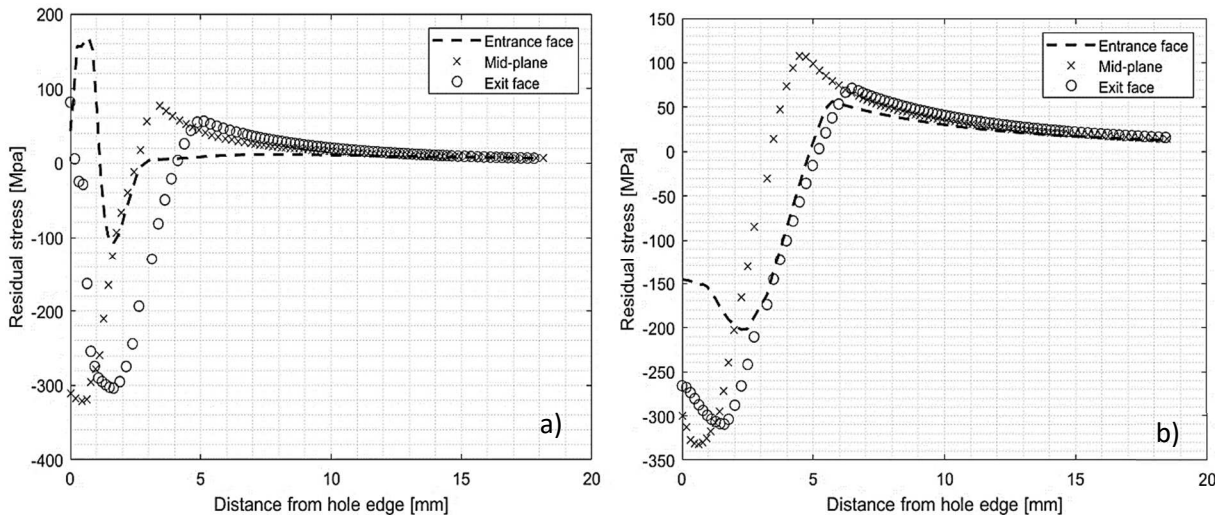 200
100
0
-100
-200
-300
-400
Residual stress [Mpa]
Entrance face
Mid-plane
Exit face
a)
0
5
10
15
20
Distance from hole edge [mm]
150
100
50
0
-50
-100
-150
-200
-250
-300
-350
Residual stress [MPa]
Entrance face
Mid-plane
Exit face
b)
0
5
10
15
20
Distance from hole edge [mm]